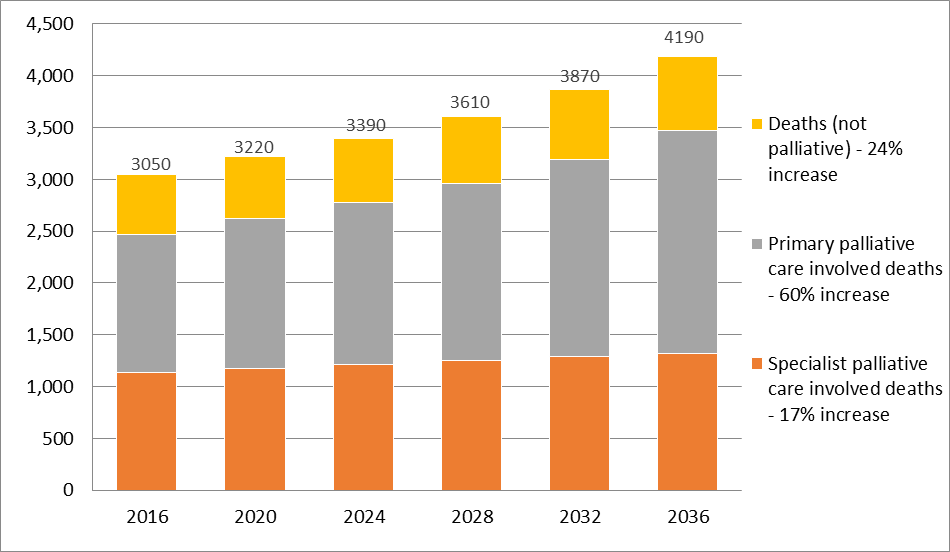 4,500
4,000
3,500
3,000
2,500
2,000
1,500
1,000
500
0
3050
3220
3390
3610
3870
4190
2016
2020
2024
2028
2032
2036
Deaths (not
palliative) - 24%
increase
Primary palliative
care involved deaths
- 60% increase
Specialist palliative
care involved deaths
- 17% increase